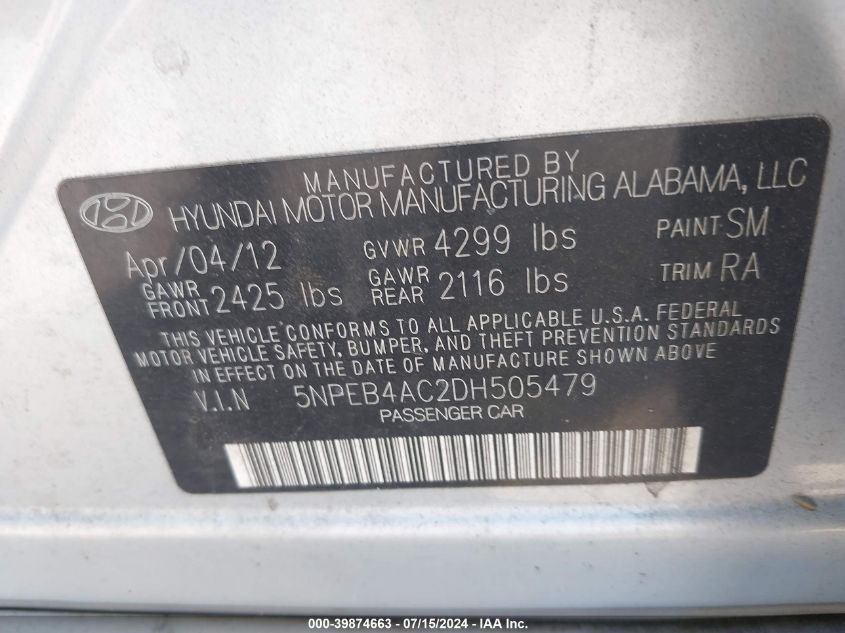 MANUFACTURED BY
HYUNDAI MOTOR MANUFACTURING ALABAMA, LLC
Apr/04/12 GVWR 4299 lbs PAINT SM
GAWR FRONT 2425 lbs GAWR REAR 2116 lbs TRIM RA
THIS VEHICLE CONFORMS TO ALL APPLICABLE U.S.A. FEDERAL
MOTOR VEHICLE SAFETY, BUMPER, AND THEFT PREVENTION STANDARDS
IN EFFECT ON THE DATE OF MANUFACTURE SHOWN ABOVE
V.I.N 5NPEB4AC2DH505479
PASSENGER CAR
000-39874663 - 07/15/2024 - IAA Inc.